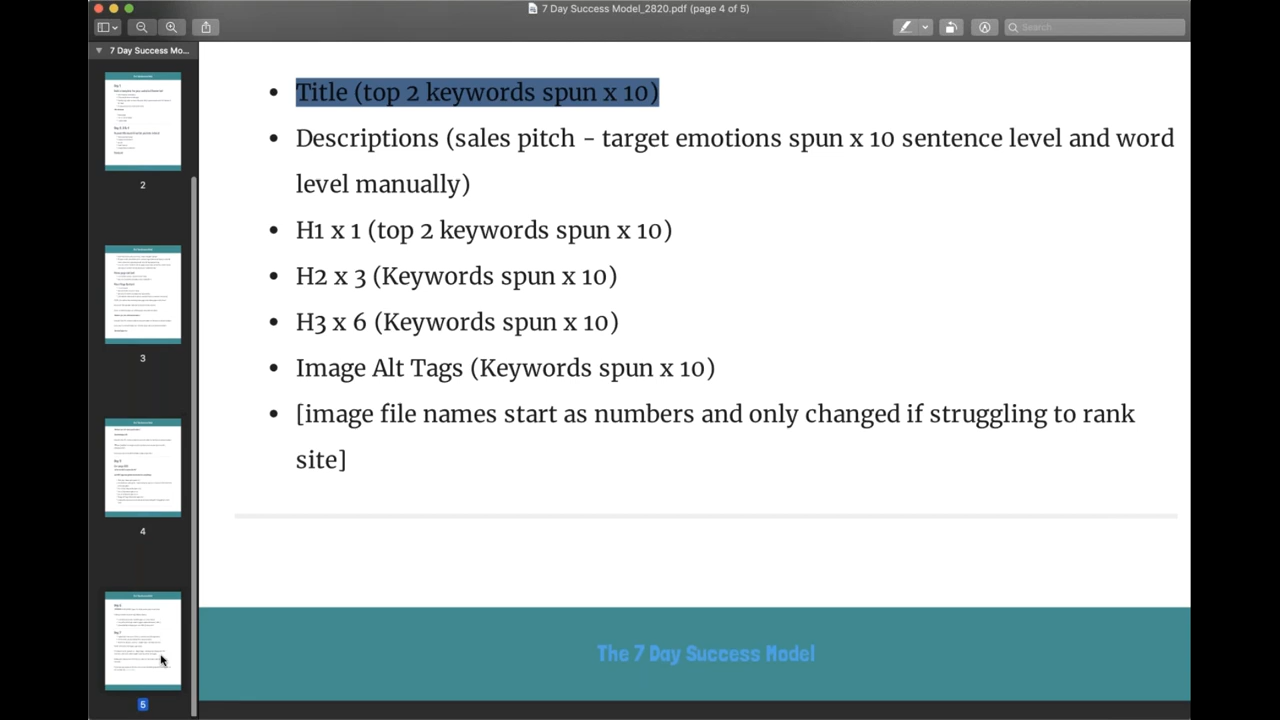 7 Day Success Model_2820.pdf (page 4 of 5)
Search
7 Day Success Mo...
2
3
4
5
• Title (top 2 keywords spun x 10)
• Descriptions (sales pitch - target emotions spun x 10 sentence level and word
level manually)
• H1 x 1 (top 2 keywords spun x 10)
• H2 x 3 (Keywords spun x 10)
• H3 x 6 (Keywords spun x 10)
• Image Alt Tags (Keywords spun x 10)
• [image file names start as numbers and only changed if struggling to rank
site]
The 7 Day Success Model